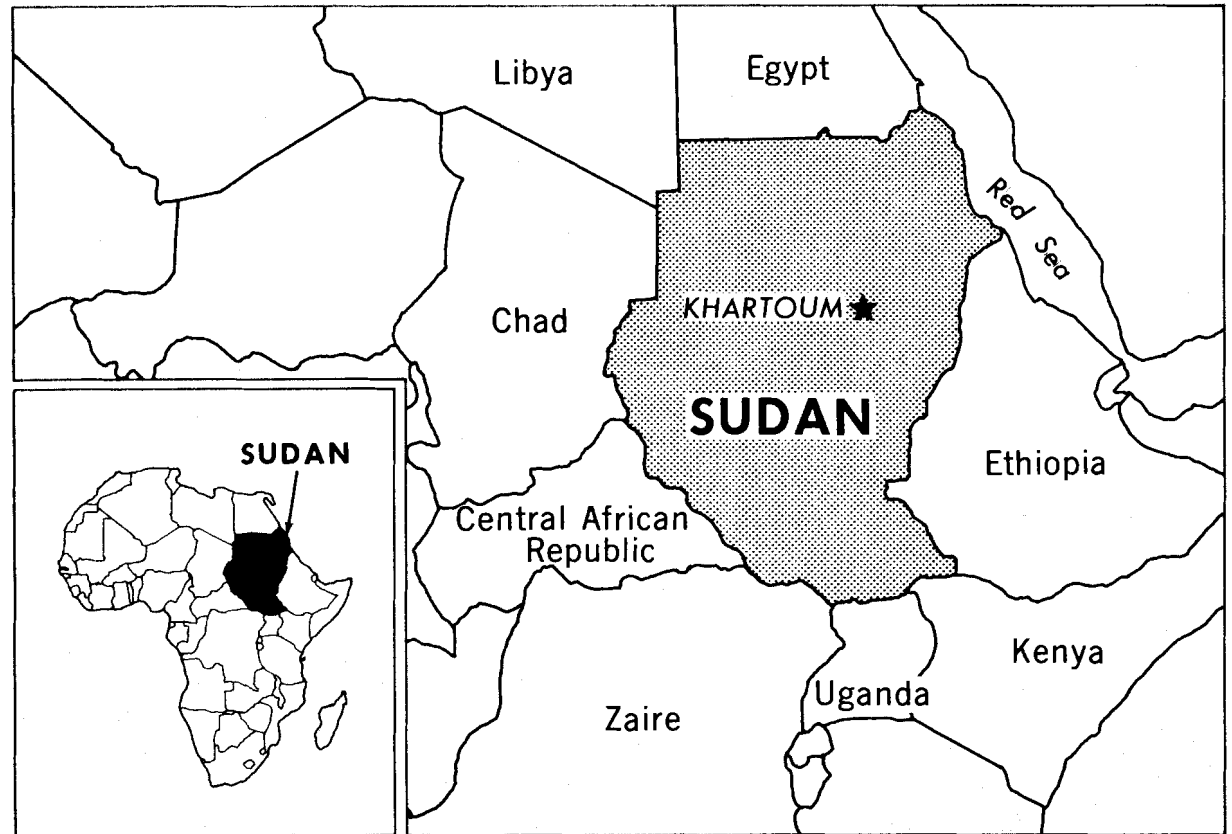 Libya
Egypt
Red Sea
Chad
KHARTOUM
SUDAN
Ethiopia
Central African
Republic
Kenya
Uganda
Zaire
SUDAN